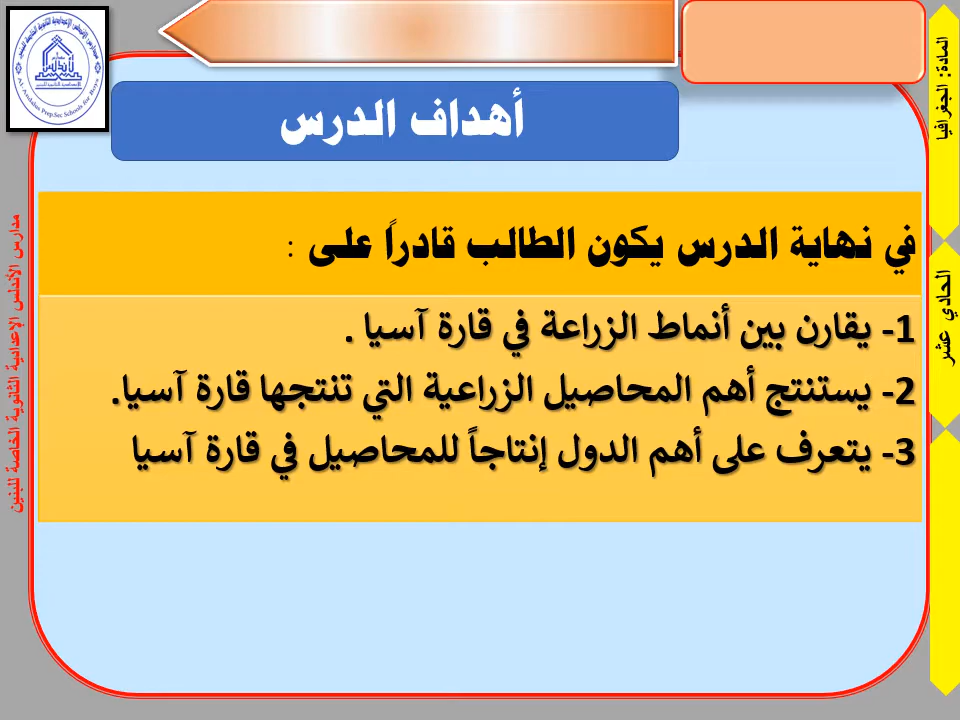 أهداف الدرس
في نهاية الدرس يكون الطالب قادراً على :
1- يقارن بين أنماط الزراعة في قارة آسيا .
2- يستنتج أهم المحاصيل الزراعية التي تنتجها قارة آسيا.
3- يتعرف على أهم الدول إنتاجاً للمحاصيل في قارة آسيا
المادة: الجغرافيا
الحادي عشر
مدارس الأندلس الإعدادية الثانوية الخاصة للبنين
Al-Andalus Prep.Sec Schools for Boys